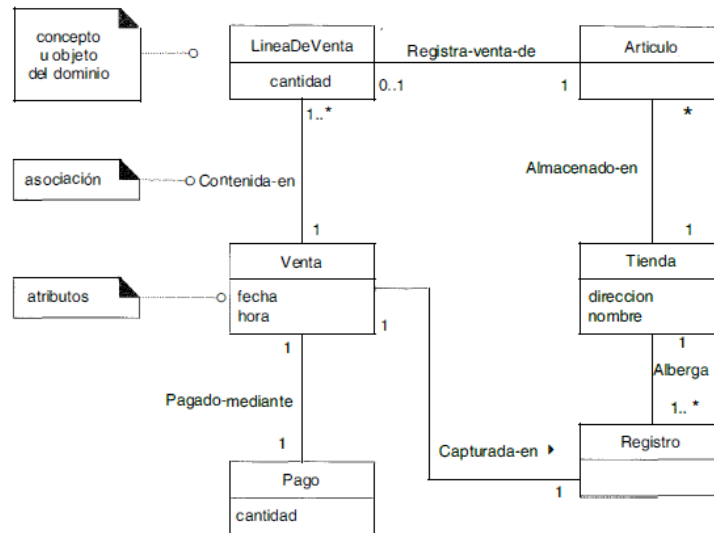 concepto
u objeto
del dominio
LineaDeVenta
cantidad
Registra-venta-de
0..1
1
Articulo
1..*
*
asociación
Contenida-en
Almacenado-en
1
1
atributos
Venta
fecha
hora
Tienda
direccion
nombre
1
1
1
Alberga
Pagado-mediante
1.. *
1
Capturada-en
Registro
1
Pago
cantidad